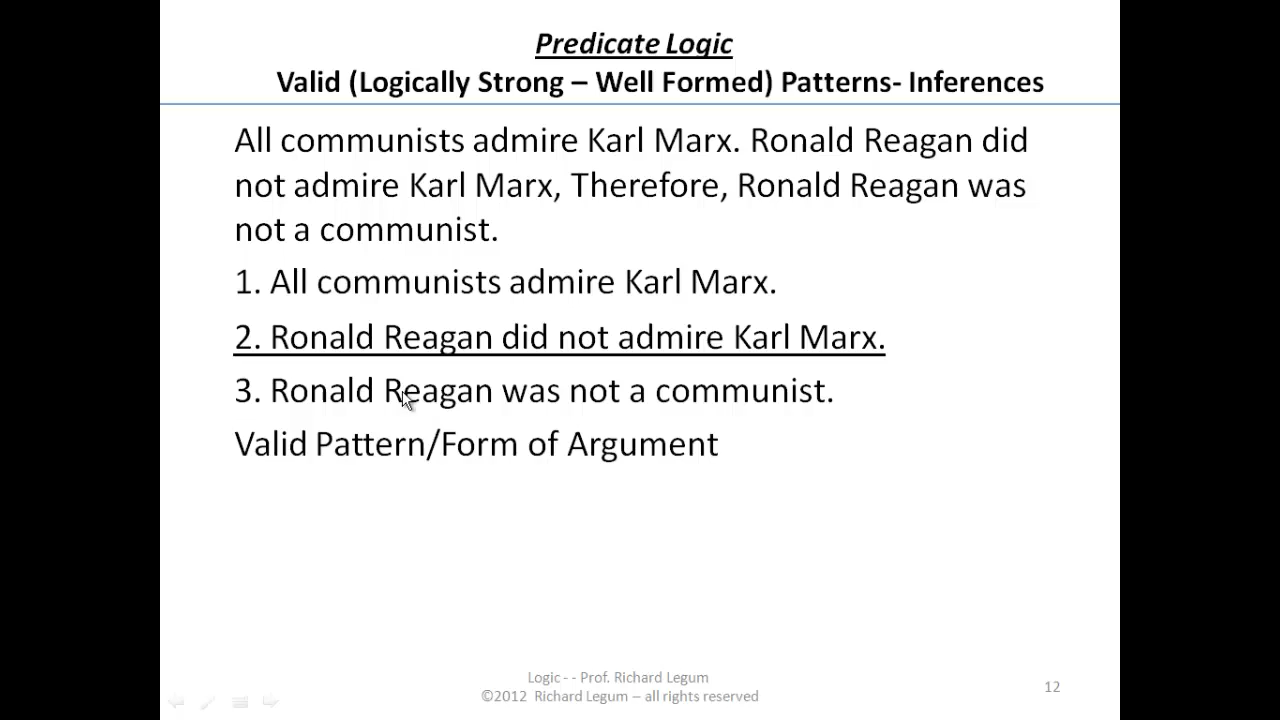 Predicate Logic
Valid (Logically Strong – Well Formed) Patterns- Inferences
All communists admire Karl Marx. Ronald Reagan did
not admire Karl Marx, Therefore, Ronald Reagan was
not a communist.
1. All communists admire Karl Marx.
2. Ronald Reagan did not admire Karl Marx.
3. Ronald Reagan was not a communist.
Valid Pattern/Form of Argument
Logic - - Prof. Richard Legum
©2012 Richard Legum – all rights reserved
12